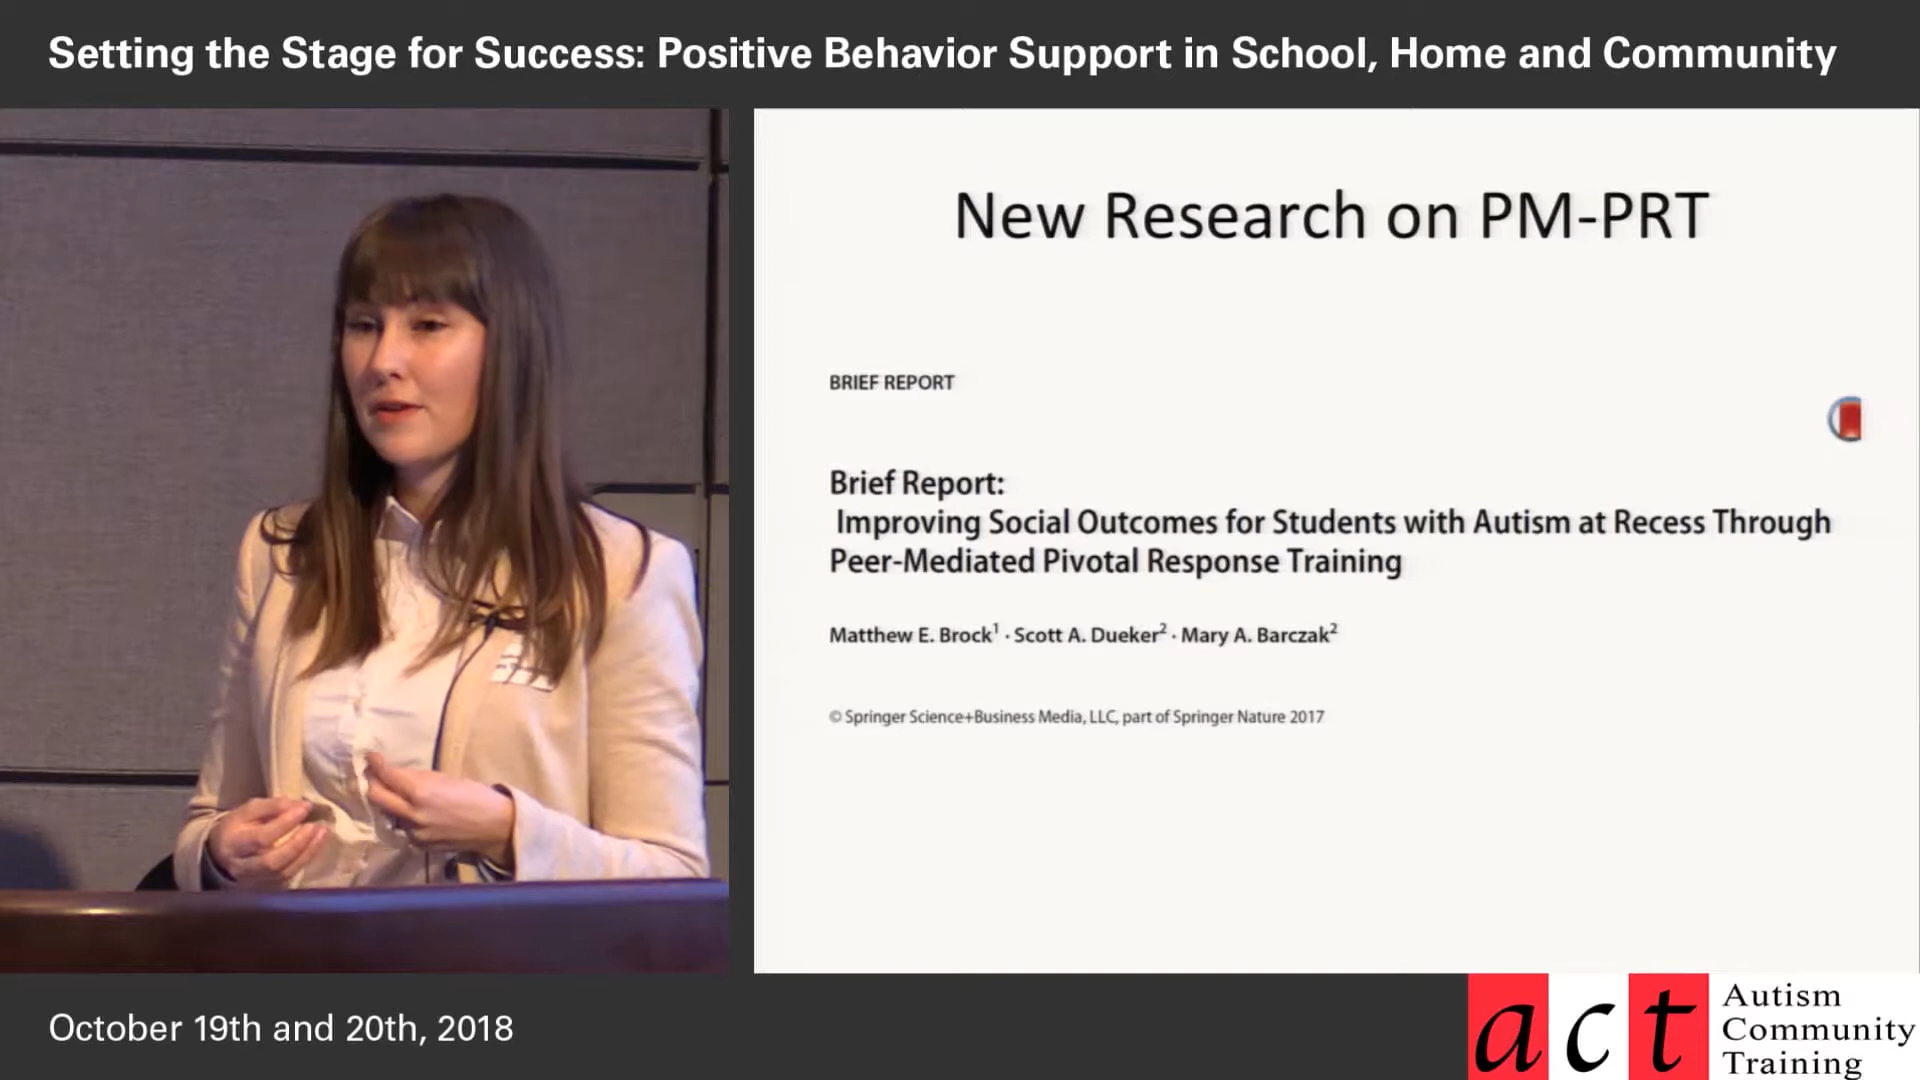 Setting the Stage for Success: Positive Behavior Support in School, Home and Community
New Research on PM-PRT
BRIEF REPORT
Brief Report:
Improving Social Outcomes for Students with Autism at Recess Through
Peer-Mediated Pivotal Response Training
Matthew E. Brock¹ · Scott A. Dueker² · Mary A. Barczak²
© Springer Science+Business Media, LLC, part of Springer Nature 2017
October 19th and 20th, 2018
act
Autism
Community
Training